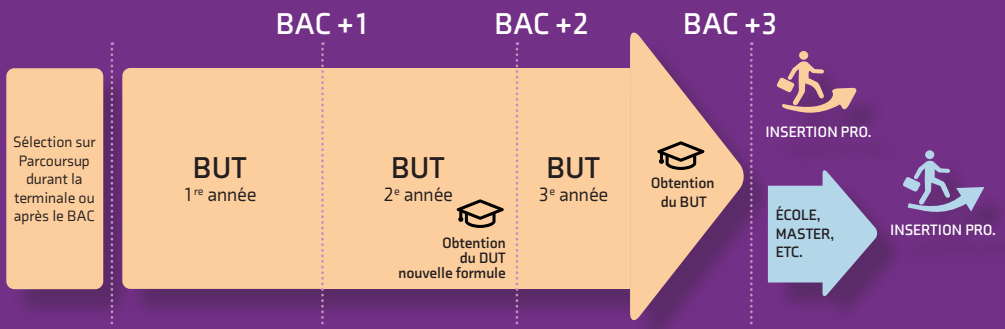 BAC +1
BAC +2
BAC +3
Sélection sur
Parcoursup
durant la
terminale ou
après le BAC
BUT
1re année
BUT
2e année
Obtention
du DUT
nouvelle formule
BUT
3e année
Obtention
du BUT
INSERTION PRO.
ÉCOLE,
MASTER,
ETC.
INSERTION PRO.